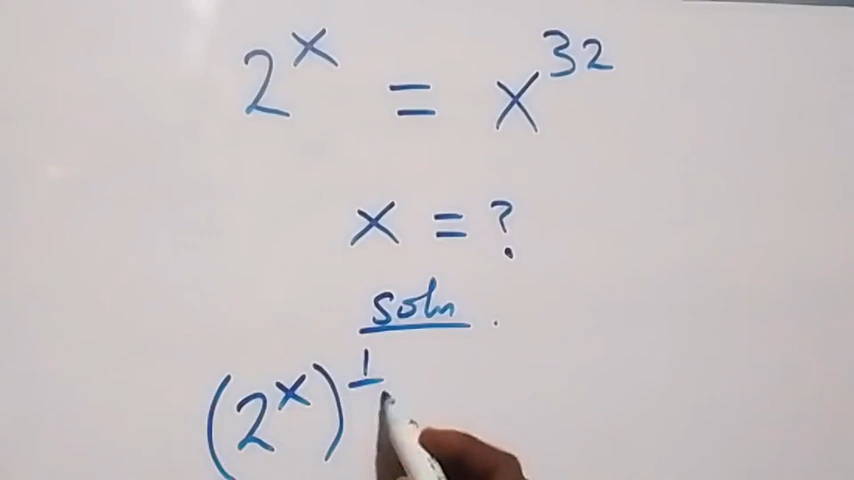 2^x = x^32
x = ?
soln
(2^x)^1